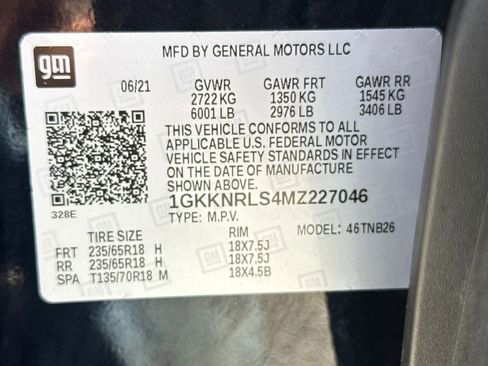 gm
MFD BY GENERAL MOTORS LLC
06/21 GVWR GAWR FRT GAWR RR
2722 KG 1350 KG 1545 KG
6001 LB 2976 LB 3406 LB
THIS VEHICLE CONFORMS TO ALL
APPLICABLE U.S. FEDERAL MOTOR
VEHICLE SAFETY STANDARDS IN EFFECT
ON THE DATE OF MANUFACTURE
SHOWN ABOVE.
328E
1GKKNRLS4MZ227046
TYPE: M.P.V. MODEL: 46TNB26
TIRE SIZE RIM
FRT 235/65R18 H 18X7.5J
RR 235/65R18 H 18X7.5J
SPA T135/70R18 M 18X4.5B